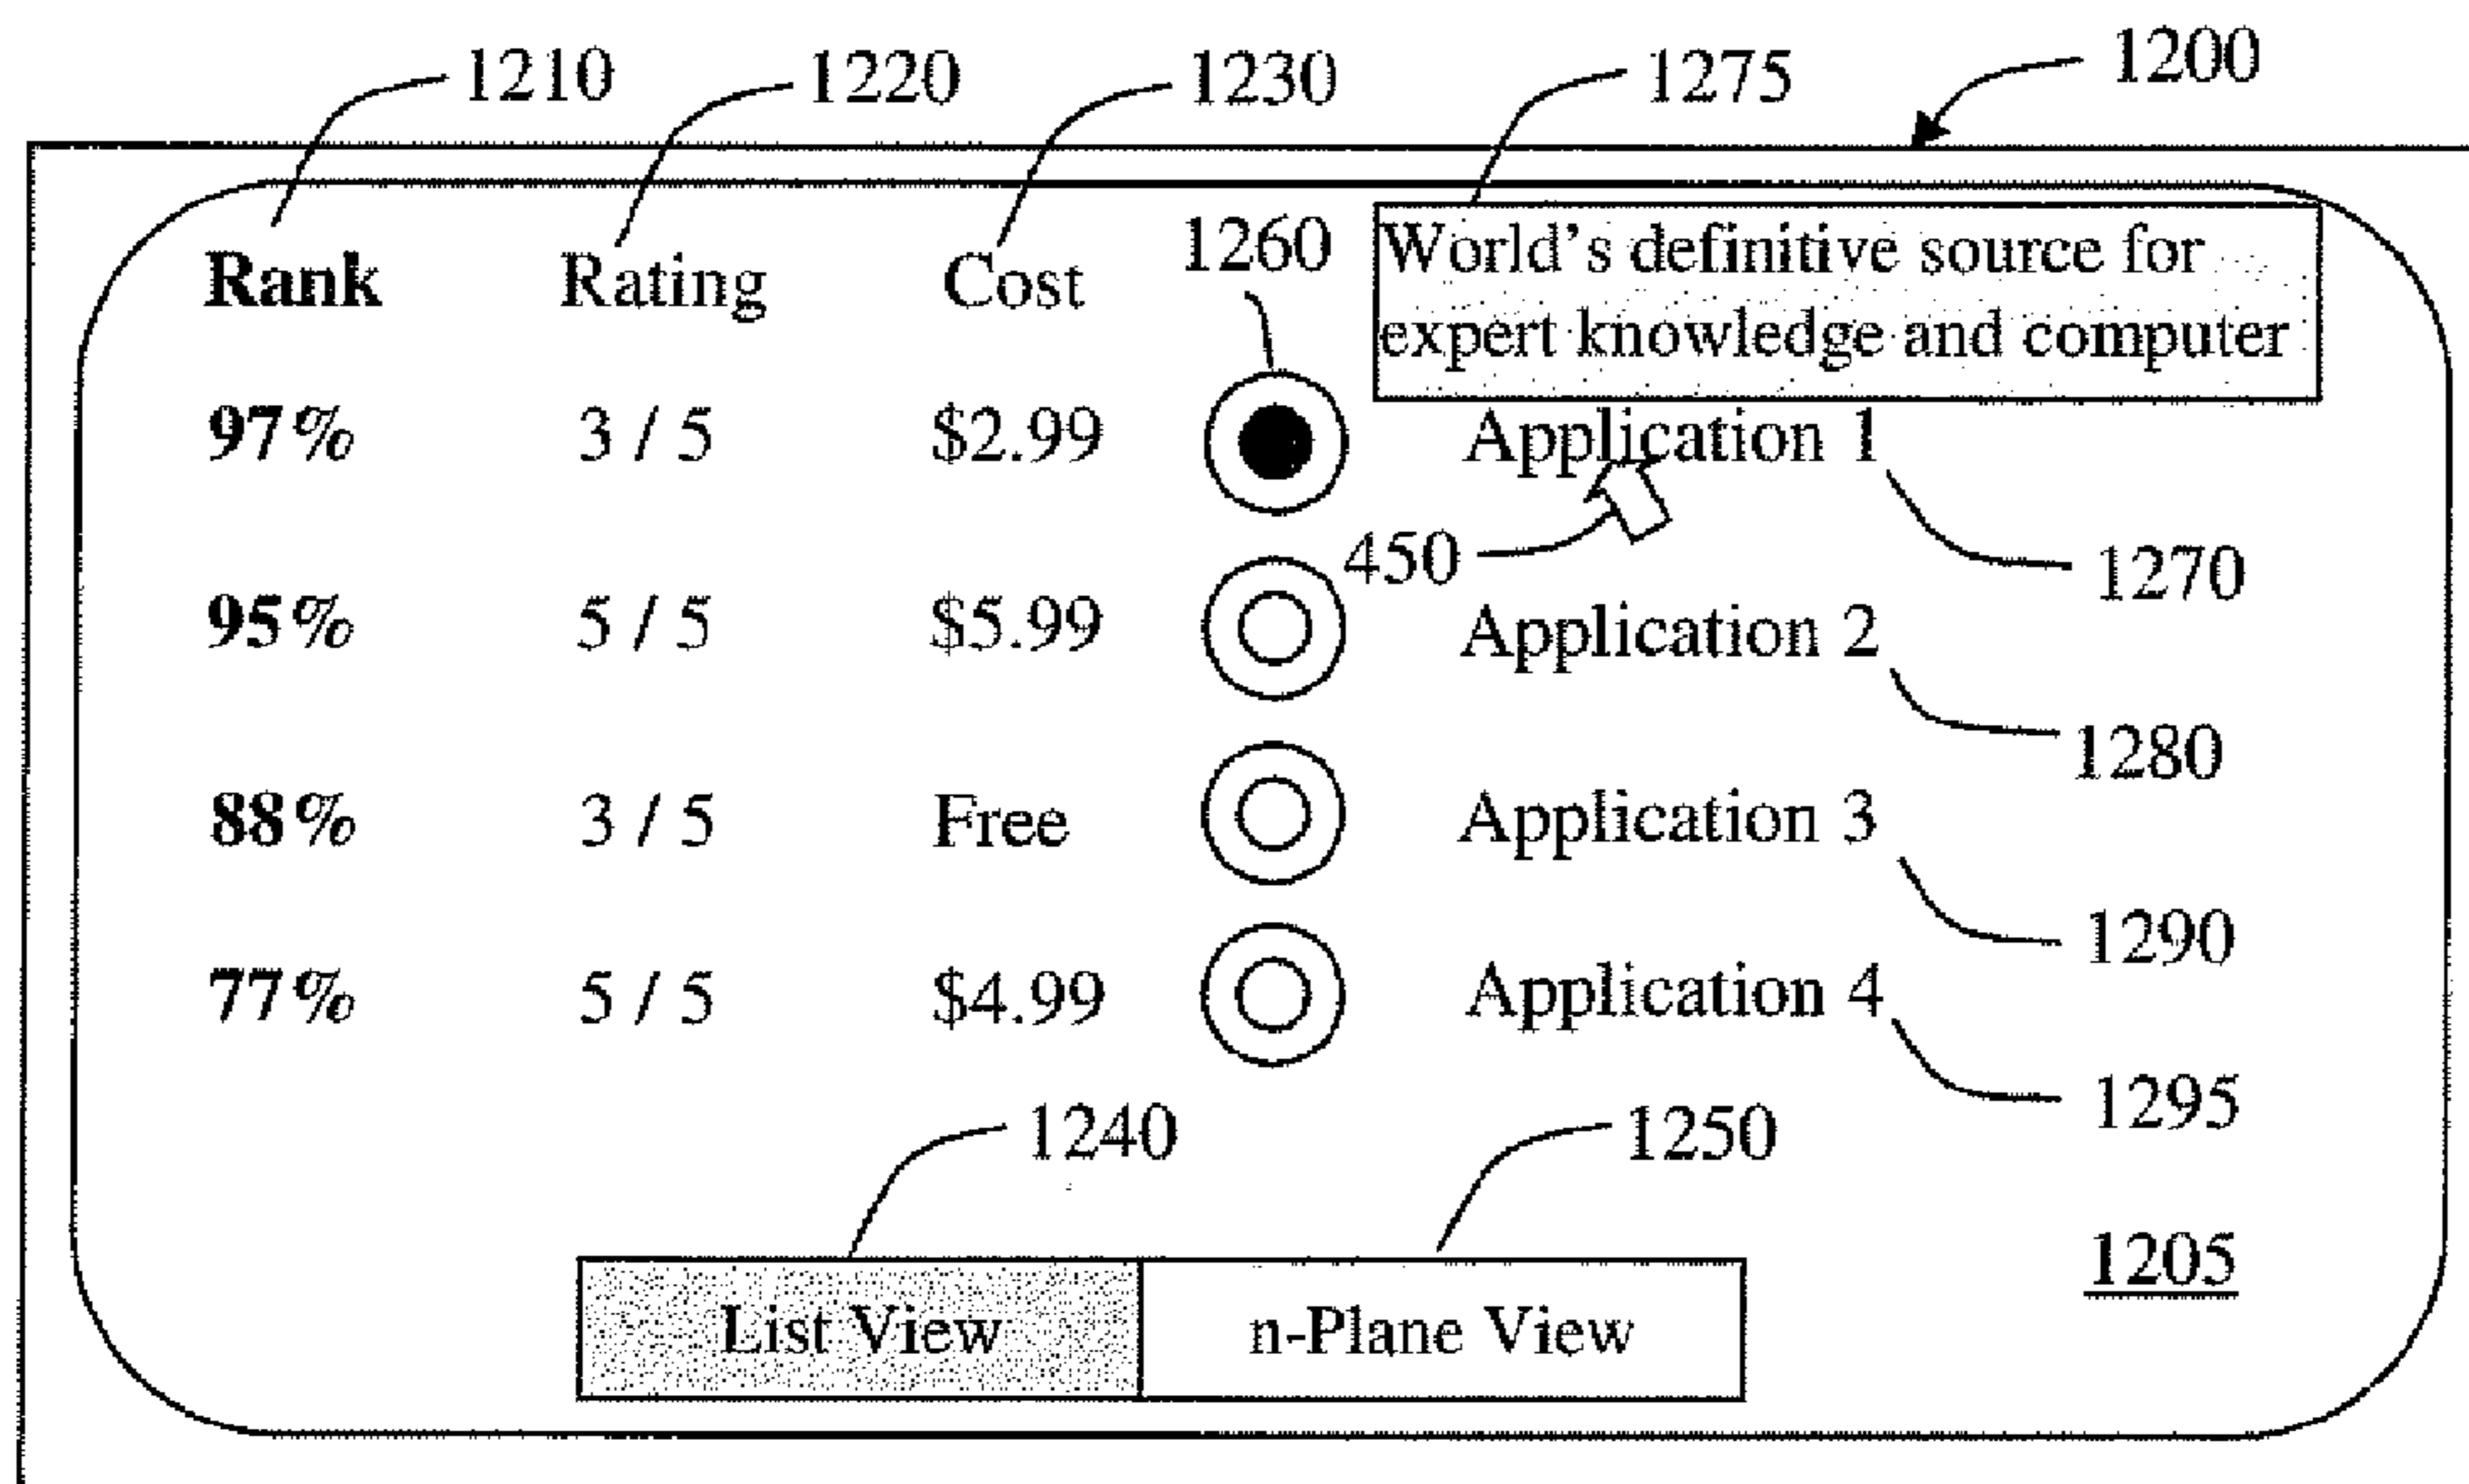 1210 1220 1230 1275 1200
1260 World's definitive source for
Rank Rating Cost
expert knowledge and computer
97% 3 / 5 $2.99 Application 1
450 1270
95% 5 / 5 $5.99 Application 2
1280
88% 3 / 5 Free Application 3
1290
77% 5 / 5 $4.99 Application 4
1295
1240 1250
1205
List View n-Plane View